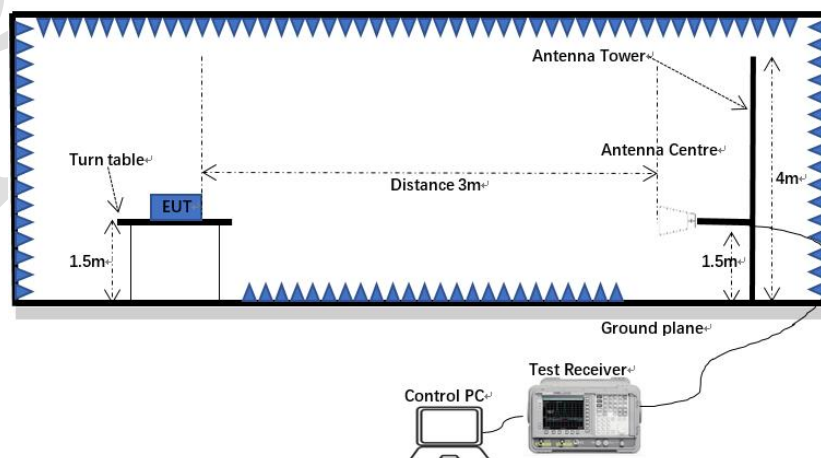 Antenna Tower
Turn table
Antenna Centre
Distance 3m
4m
EUT
1.5m
1.5m
Ground plane
Test Receiver
Control PC